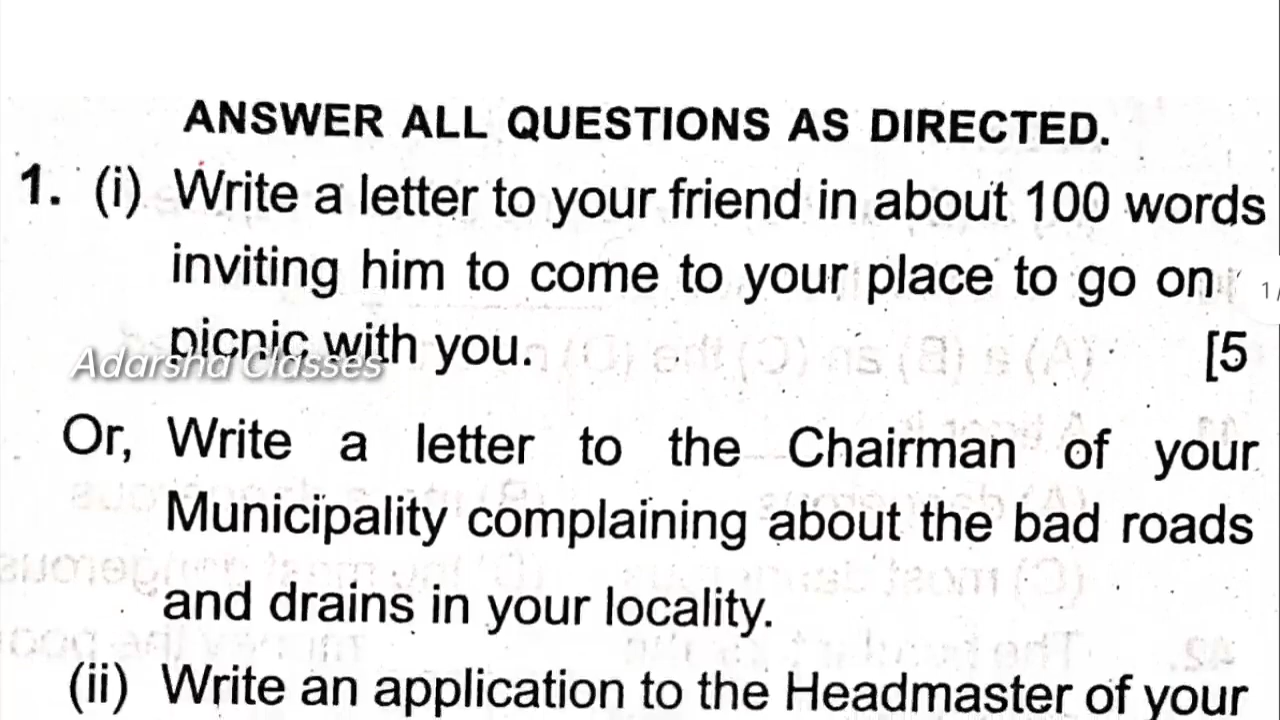 ANSWER ALL QUESTIONS AS DIRECTED.
1. (i) Write a letter to your friend in about 100 words
inviting him to come to your place to go on
picnic with you. [5
Adarsha Classes
Or, Write a letter to the Chairman of your
Municipality complaining about the bad roads
and drains in your locality.
(ii) Write an application to the Headmaster of your